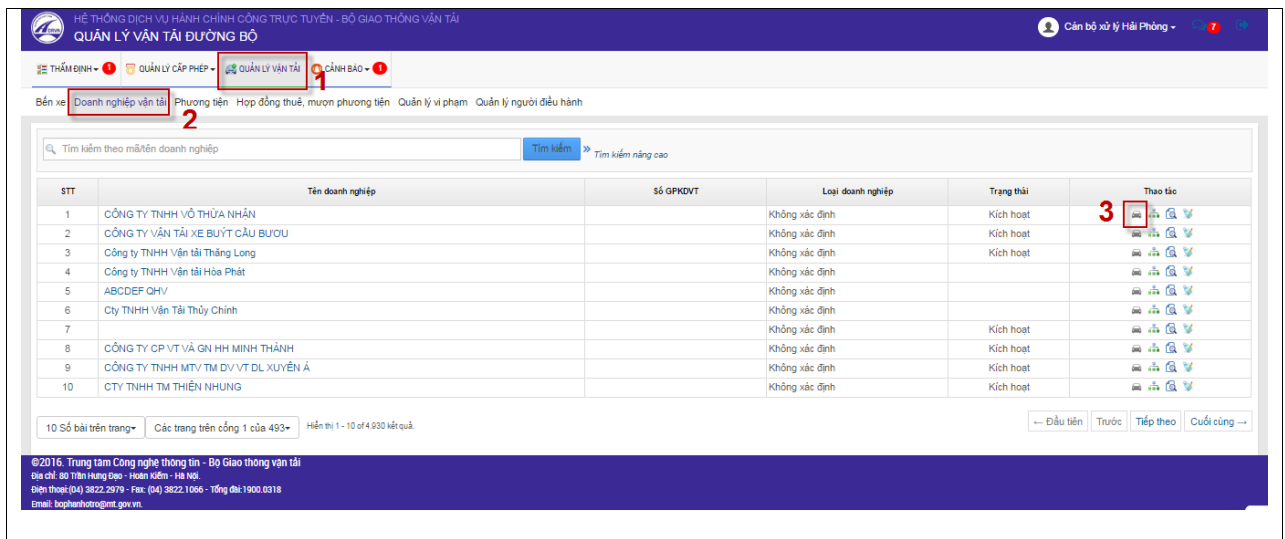 HỆ THỐNG DỊCH VỤ HÀNH CHÍNH CÔNG TRỰC TUYẾN - BỘ GIAO THÔNG VẬN TẢI
QUẢN LÝ VẬN TẢI ĐƯỜNG BỘ
Cán bộ xử lý Hải Phòng 7
THẨM ĐỊNH 1 QUẢN LÝ CẤP PHÉP QUẢN LÝ VẬN TẢI CẢNH BÁO 1
1
Bến xe Doanh nghiệp vận tải Phương tiện Hợp đồng thuê, mượn phương tiện Quản lý vi phạm Quản lý người điều hành
2
Tìm kiếm theo mã/tên doanh nghiệp Tìm kiếm » Tìm kiếm nâng cao
STT Tên doanh nghiệp Số GPKDVT Loại doanh nghiệp Trạng thái Thao tác
1 CÔNG TY TNHH VÔ THỪA NHẬN Không xác định Kích hoạt 3
2 CÔNG TY VẬN TẢI XE BUÝT CẦU BƯƠU Không xác định Kích hoạt
3 Công ty TNHH Vận tải Thăng Long Không xác định Kích hoạt
4 Công ty TNHH Vận tải Hòa Phát Không xác định
5 ABCDEF QHV Không xác định
6 Cty TNHH Vận Tải Thủy Chính Không xác định
7 Không xác định Kích hoạt
8 CÔNG TY CP VT VÀ GN HH MINH THÀNH Không xác định Kích hoạt
9 CÔNG TY TNHH MTV TM DV VT DL XUYÊN Á Không xác định Kích hoạt
10 CTY TNHH TM THIỆN NHUNG Không xác định Kích hoạt
10 Số bài trên trang Các trang trên cổng 1 của 493 Hiển thị 1 - 10 of 4.930 kết quả.
← Đầu tiên Trước Tiếp theo Cuối cùng →
©2016. Trung tâm Công nghệ thông tin - Bộ Giao thông vận tải
Địa chỉ: 80 Trần Hưng Đạo - Hoàn Kiếm - Hà Nội.
Điện thoại:(04) 3822.2979 - Fax: (04) 3822.1066 - Tổng đài:1900.0318
Email: bophanhotro@mt.gov.vn.